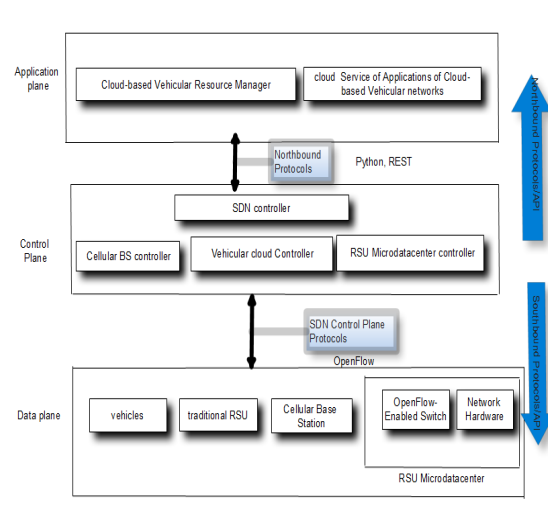 Application
plane
Cloud-based Vehicular Resource Manager
cloud Service of Applications of Cloud-
based Vehicular networks
Northbound Protocols/API
Northbound
Protocols
Python, REST
SDN controller
Control
Plane
Cellular BS controller
Vehicular cloud Controller
RSU Microdatacenter controller
SDN Control Plane
Protocols
OpenFlow
Southbound Protocols/API
Data plane
vehicles
traditional RSU
Cellular Base
Station
OpenFlow-
Enabled Switch
Network
Hardware
RSU Microdatacenter